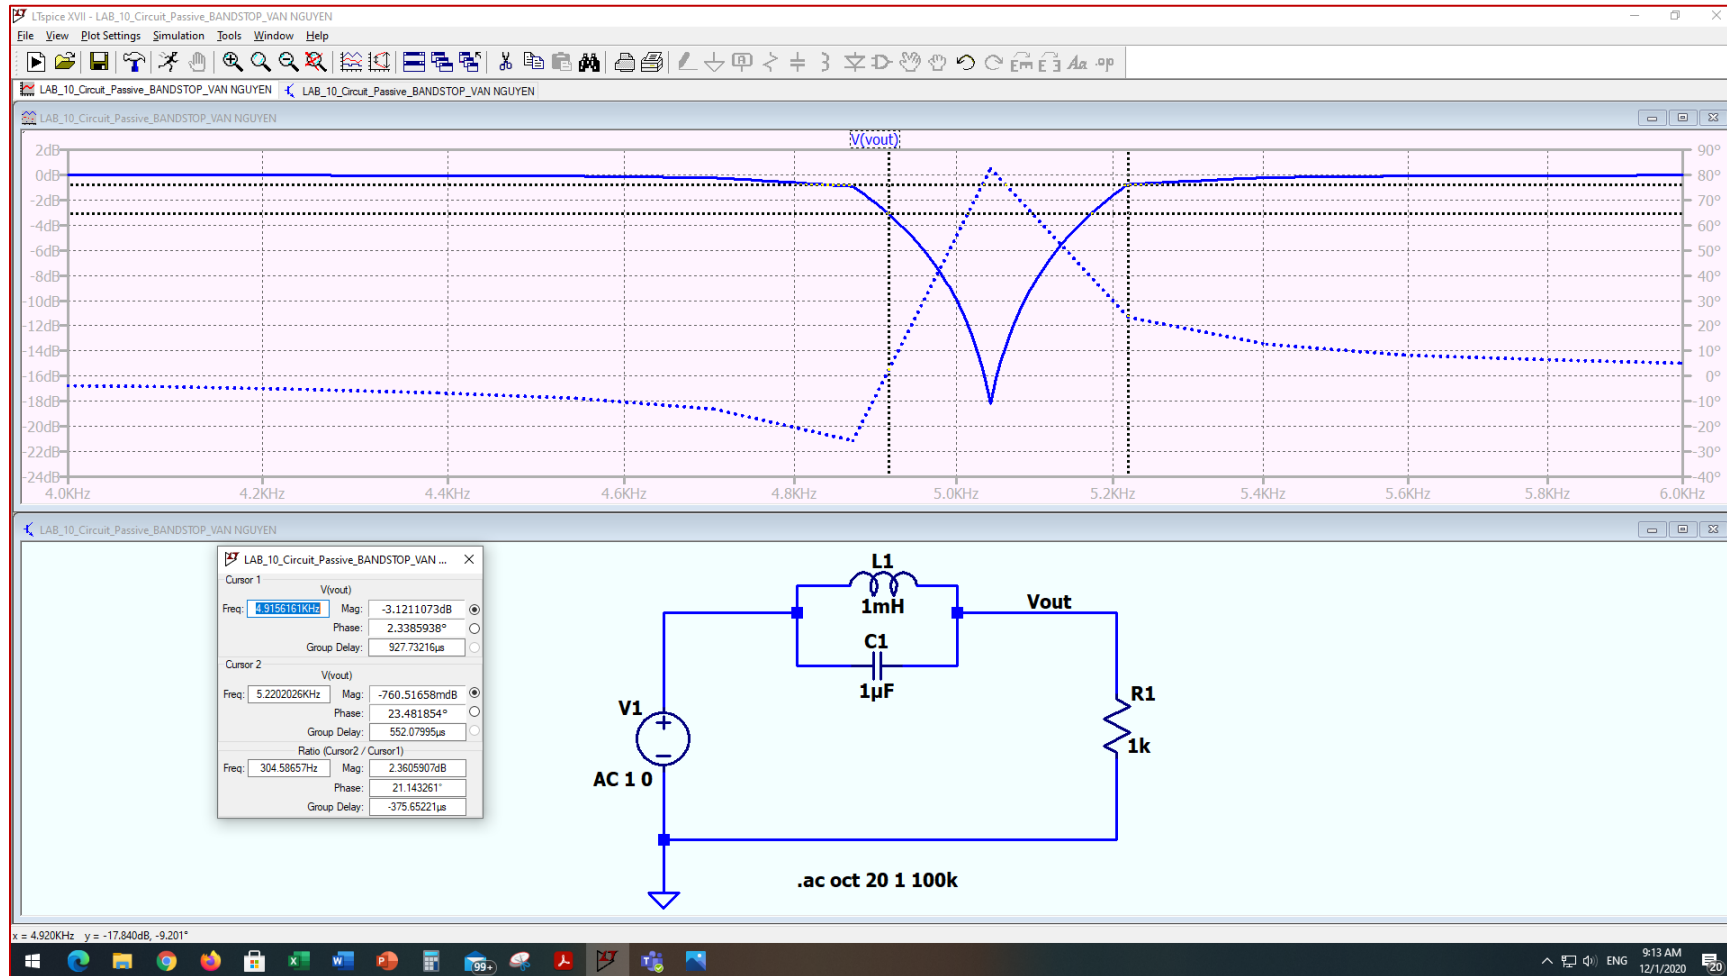 LTspice XVII - LAB_10_Circuit_Passive_BANDSTOP_VAN NGUYEN
File View Plot Settings Simulation Tools Window Help
LAB_10_Circuit_Passive_BANDSTOP_VAN NGUYEN LAB_10_Circuit_Passive_BANDSTOP_VAN NGUYEN
LAB_10_Circuit_Passive_BANDSTOP_VAN NGUYEN
V(vout)
2dB 90°
0dB 80°
-2dB 70°
-4dB 60°
-6dB 50°
-8dB 40°
-10dB 30°
-12dB 20°
-14dB 10°
-16dB 0°
-18dB -10°
-20dB -20°
-22dB -30°
-24dB -40°
4.0KHz 4.2KHz 4.4KHz 4.6KHz 4.8KHz 5.0KHz 5.2KHz 5.4KHz 5.6KHz 5.8KHz 6.0KHz
LAB_10_Circuit_Passive_BANDSTOP_VAN NGUYEN
LAB_10_Circuit_Passive_BANDSTOP_VAN ...
Cursor 1
V(vout)
Freq: 4.9156161KHz Mag: -3.1211073dB
Phase: 2.3385938°
Group Delay: 927.73216µs
Cursor 2
V(vout)
Freq: 5.2202026KHz Mag: -760.51658mdB
Phase: 23.481854°
Group Delay: 552.07995µs
Ratio (Cursor2 / Cursor1)
Freq: 304.58657Hz Mag: 2.3605907dB
Phase: 21.143261°
Group Delay: -375.65221µs
L1
1mH
C1
1µF
Vout
V1
AC 1 0
R1
1k
.ac oct 20 1 100k
x = 4.920KHz y = -17.840dB, -9.201°
99+
ENG
9:13 AM
12/1/2020
20